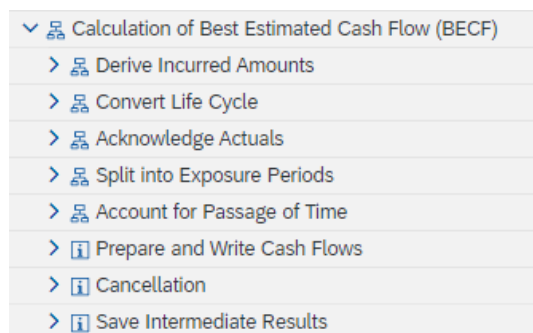 Calculation of Best Estimated Cash Flow (BECF)
Derive Incurred Amounts
Convert Life Cycle
Acknowledge Actuals
Split into Exposure Periods
Account for Passage of Time
Prepare and Write Cash Flows
Cancellation
Save Intermediate Results